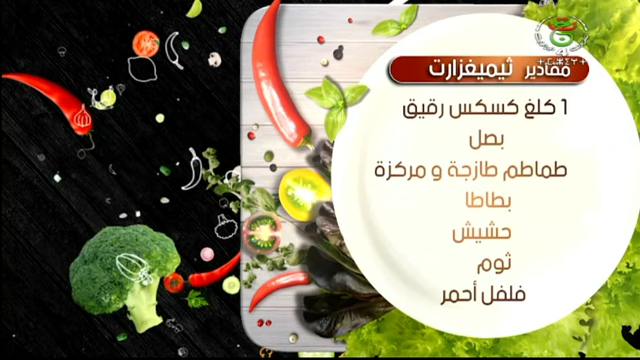 مقادير ثيميغزارت
1 كلغ كسكس رقيق
بصل
طماطم طازجة و مركزة
بطاطا
حشيش
ثوم
فلفل أحمر